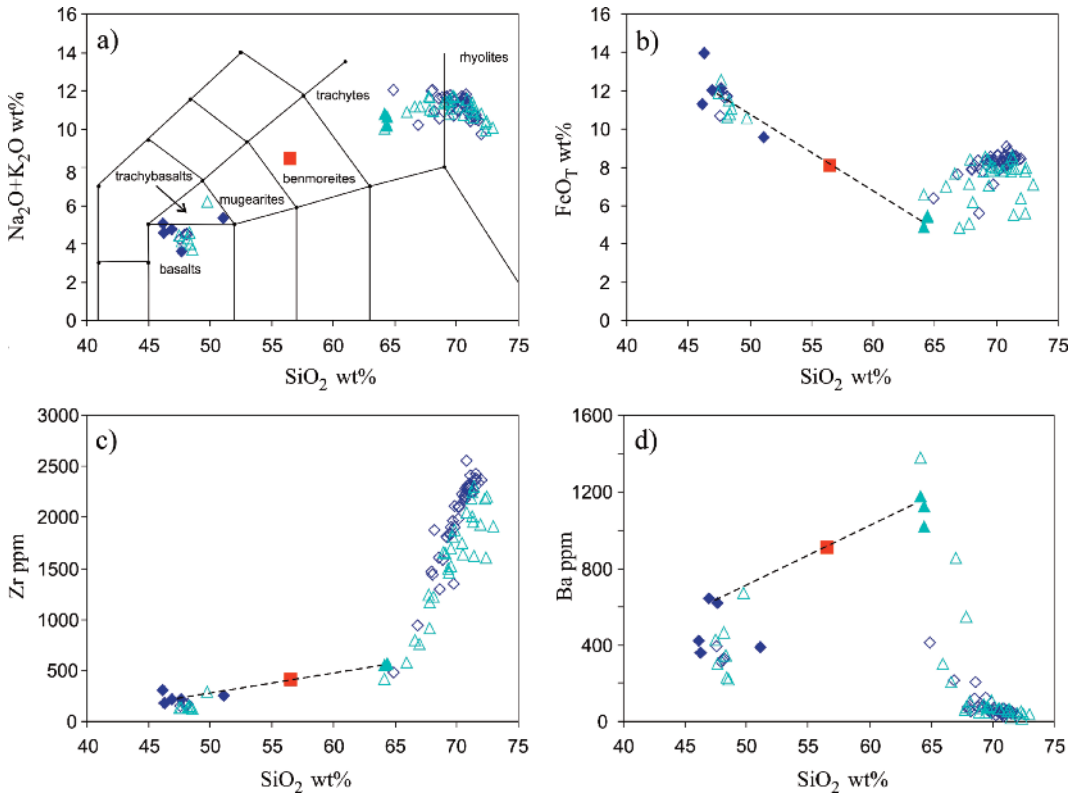 a)
Na2O+K2O wt%
16
14
12
10
8
6
4
2
0
rhyolites
trachytes
benmoreites
trachybasalts
mugearites
basalts
40 45 50 55 60 65 70 75
SiO2 wt%
b)
FeOT wt%
16
14
12
10
8
6
4
2
0
40 45 50 55 60 65 70 75
SiO2 wt%
c)
Zr ppm
3000
2500
2000
1500
1000
500
0
40 45 50 55 60 65 70 75
SiO2 wt%
d)
Ba ppm
1600
1200
800
400
0
40 45 50 55 60 65 70 75
SiO2 wt%